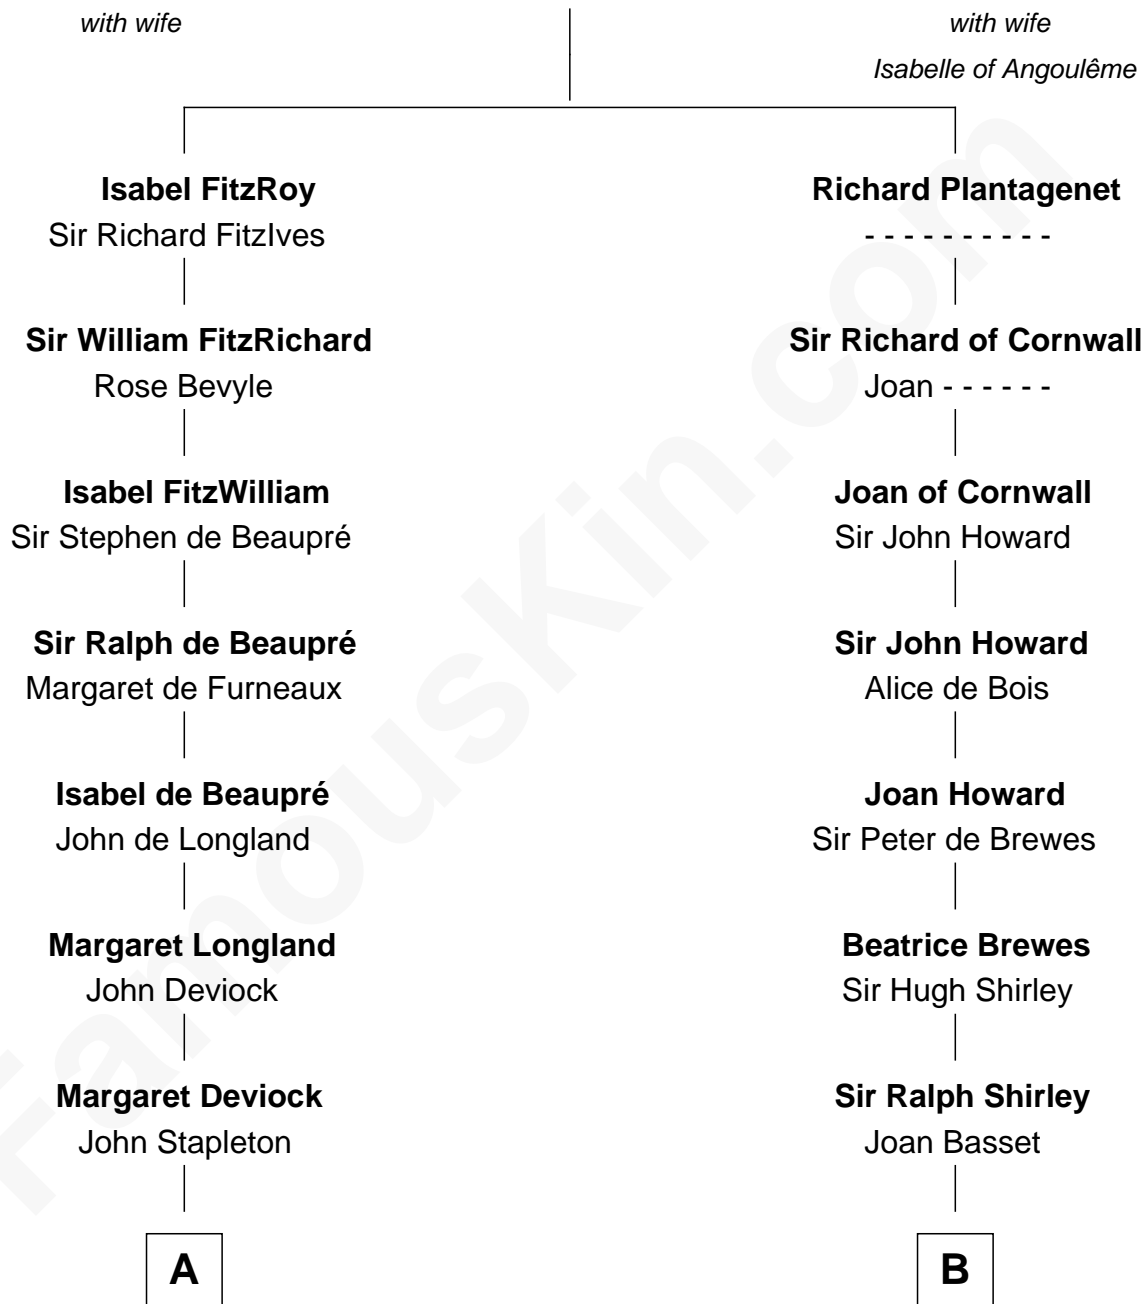 with wife
with wife
Isabelle of Angoulême
Isabel FitzRoy
Sir Richard FitzIves
Richard Plantagenet
- - - - - - - - - -
Sir William FitzRichard
Rose Bevyle
Sir Richard of Cornwall
Joan - - - - - -
Isabel FitzWilliam
Sir Stephen de Beaupré
Joan of Cornwall
Sir John Howard
Sir Ralph de Beaupré
Margaret de Furneaux
Sir John Howard
Alice de Bois
Isabel de Beaupré
John de Longland
Joan Howard
Sir Peter de Brewes
Margaret Longland
John Deviock
Beatrice Brewes
Sir Hugh Shirley
Margaret Deviock
John Stapleton
Sir Ralph Shirley
Joan Basset
A
B
FamousKin.com